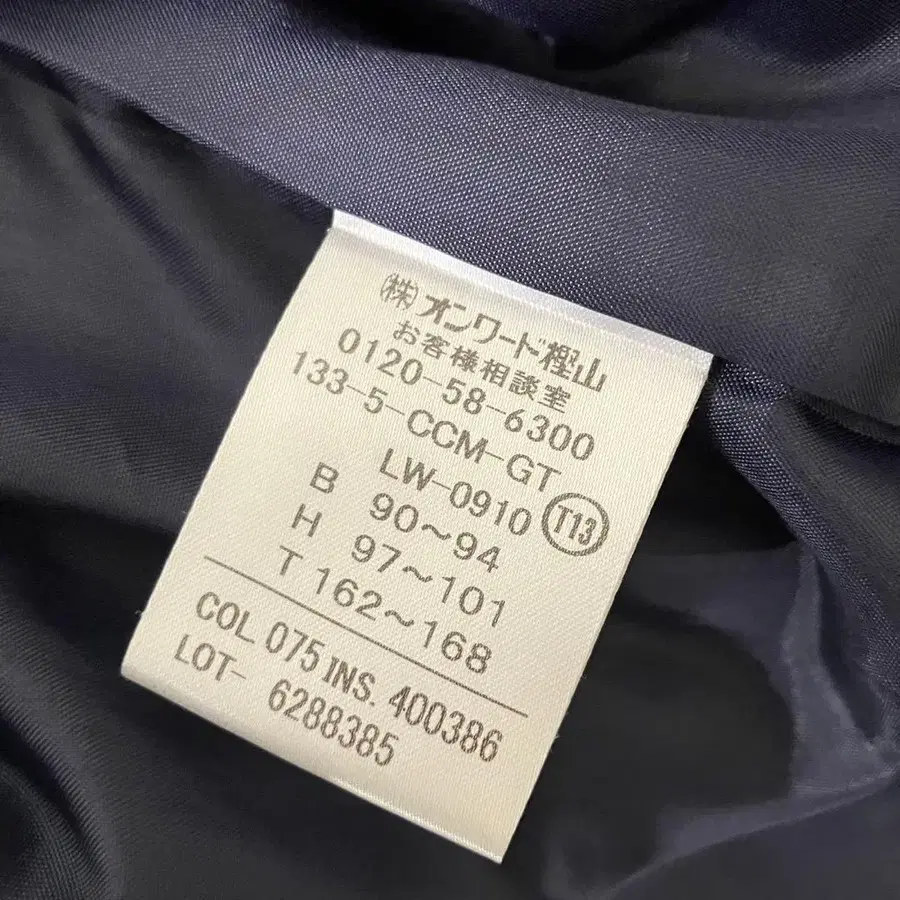 (株)オンワード樫山
お客様相談室
0120-58-6300
133-5-CCM-GT
LW-0910 T13
B 90~94
H 97~101
T 162~168
COL 075 INS. 400386
LOT- 6288385